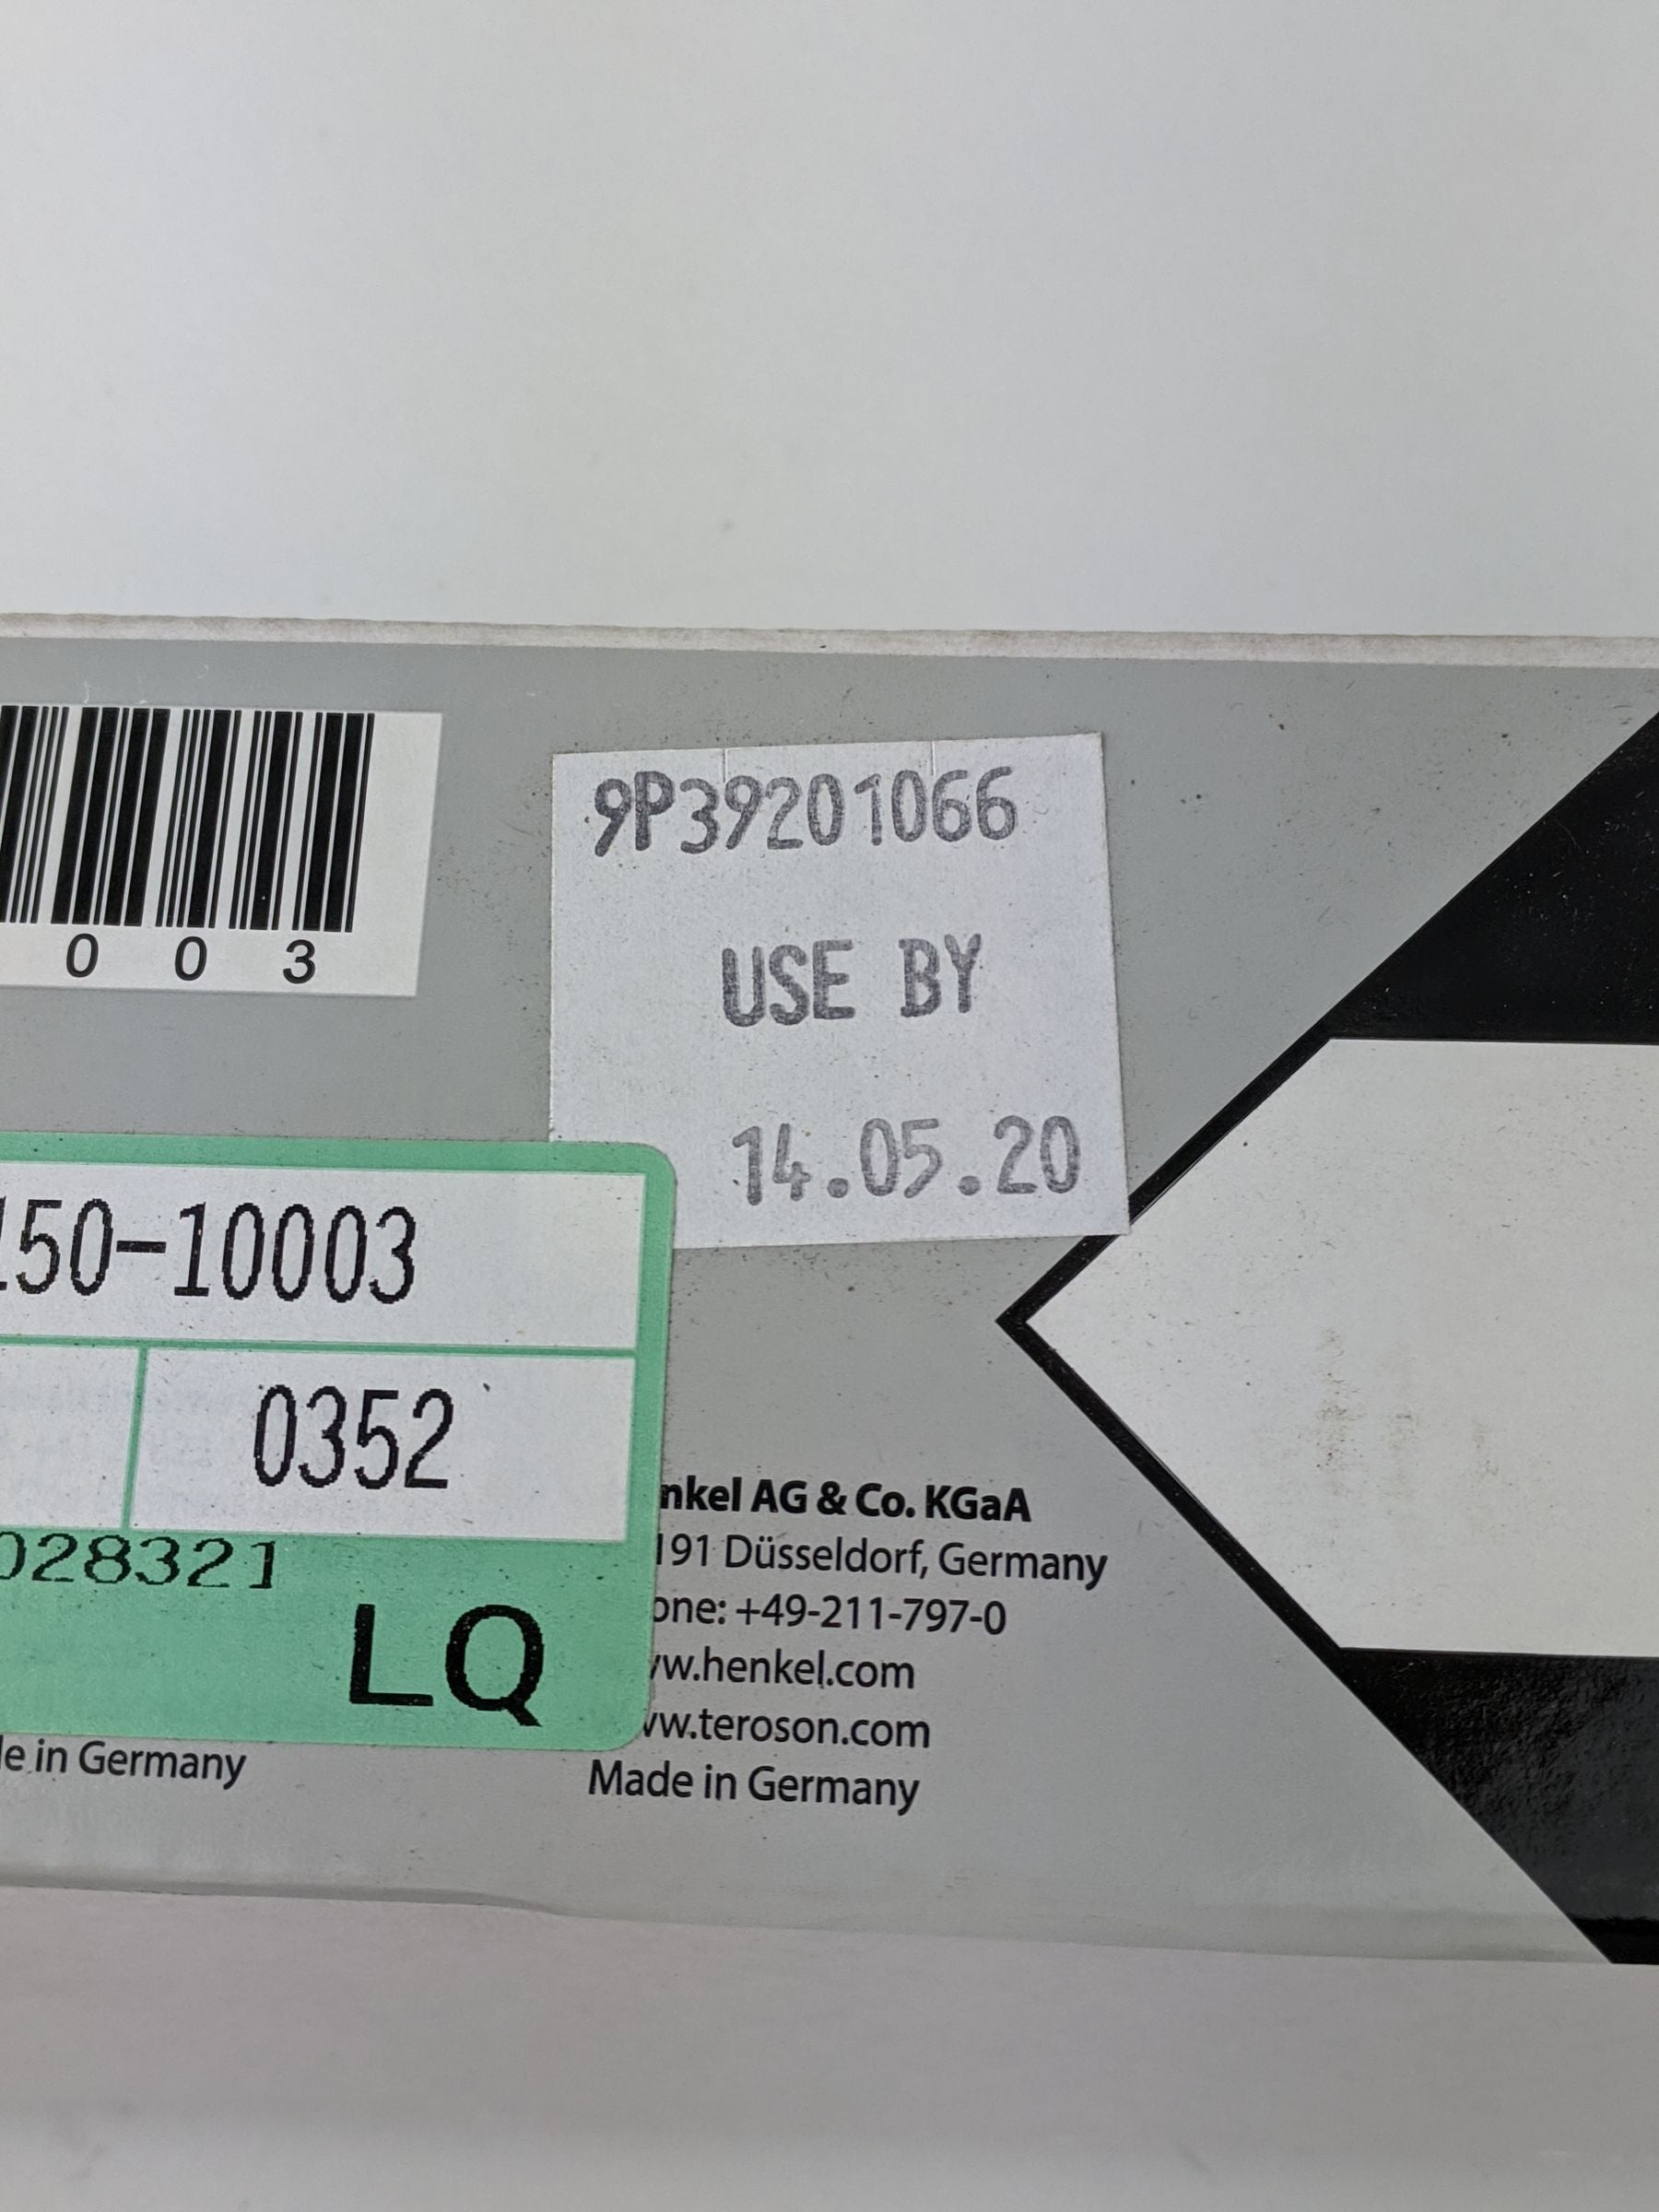 0 0 3
9P39201066
USE BY
14.05.20
150-10003
0352
028321
LQ
nkel AG & Co. KGaA
191 Düsseldorf, Germany
one: +49-211-797-0
w.henkel.com
w.teroson.com
Made in Germany
e in Germany